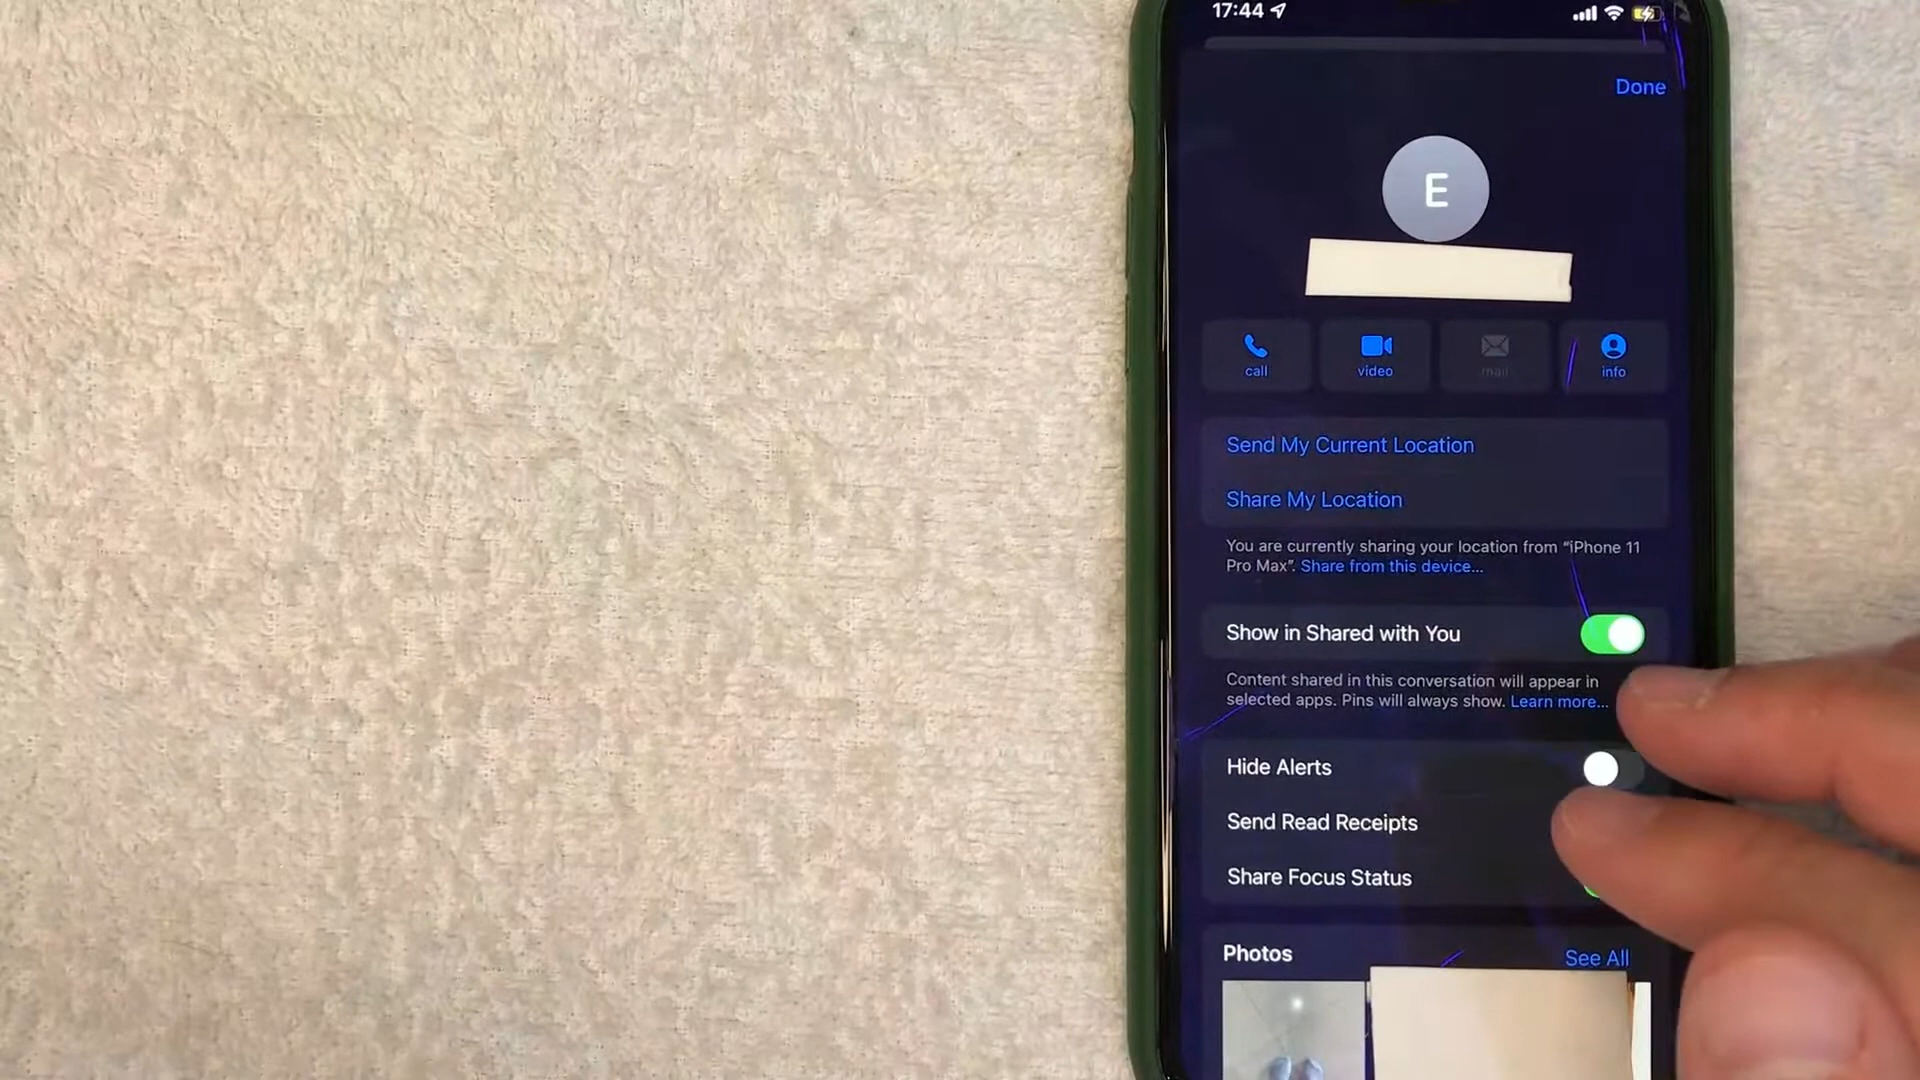 17:44
Done
E
call
video
mail
info
Send My Current Location
Share My Location
You are currently sharing your location from “iPhone 11
Pro Max”. Share from this device...
Show in Shared with You
Content shared in this conversation will appear in
selected apps. Pins will always show. Learn more...
Hide Alerts
Send Read Receipts
Share Focus Status
Photos
See All